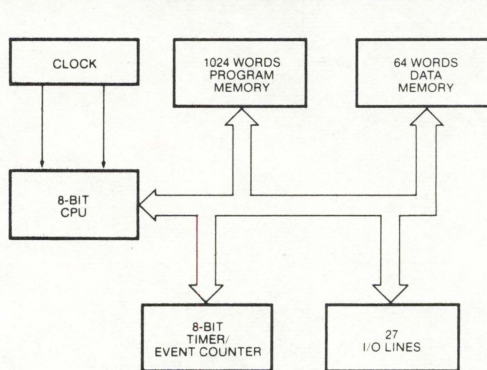 CLOCK
1024 WORDS
PROGRAM
MEMORY
64 WORDS
DATA
MEMORY
8-BIT
CPU
8-BIT
TIMER/
EVENT COUNTER
27
I/O LINES